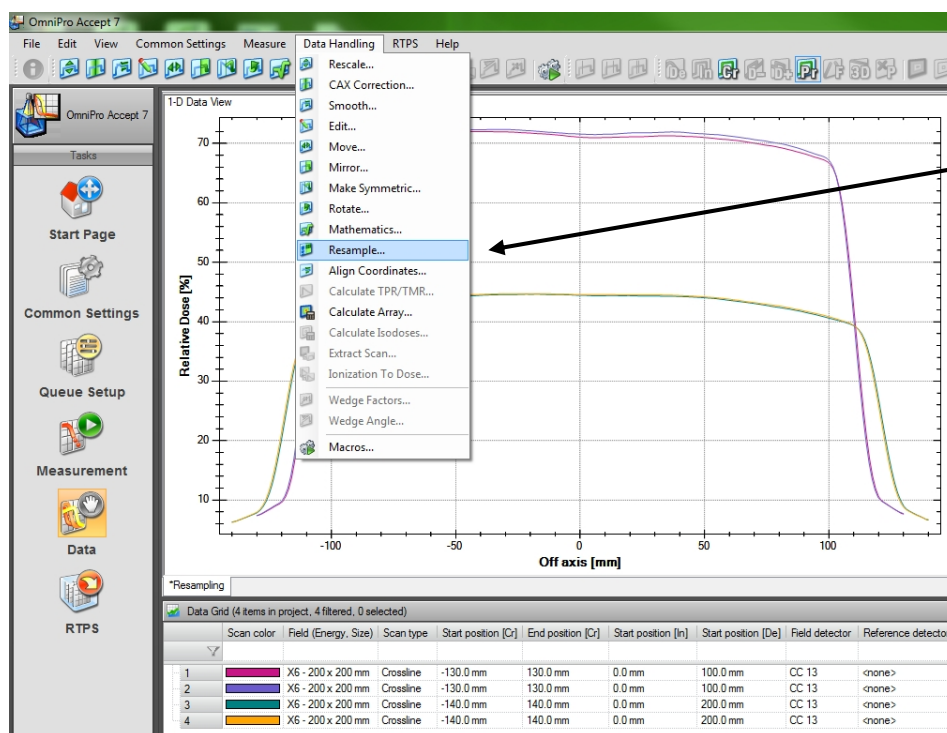 OmniPro Accept 7
File Edit View Common Settings Measure Data Handling RTPS Help
Rescale...
CAX Correction...
Smooth...
Edit...
Move...
Mirror...
Make Symmetric...
Rotate...
Mathematics...
Resample...
Align Coordinates...
Calculate TPR/TMR...
Calculate Array...
Calculate Isodoses...
Extract Scan...
Ionization To Dose...
Wedge Factors...
Wedge Angle...
Macros...
OmniPro Accept 7
Tasks
Start Page
Common Settings
Queue Setup
Measurement
Data
RTPS
1-D Data View
Relative Dose [%]
70
60
50
40
30
20
10
-100 -50 0 50 100
Off axis [mm]
*Resampling
Data Grid (4 items in project, 4 filtered, 0 selected)
Scan color Field (Energy, Size) Scan type Start position [Cr] End position [Cr] Start position [In] Start position [De] Field detector Reference detecto
1 X6 - 200 x 200 mm Crossline -130.0 mm 130.0 mm 0.0 mm 100.0 mm CC 13 <none>
2 X6 - 200 x 200 mm Crossline -130.0 mm 130.0 mm 0.0 mm 100.0 mm CC 13 <none>
3 X6 - 200 x 200 mm Crossline -140.0 mm 140.0 mm 0.0 mm 200.0 mm CC 13 <none>
4 X6 - 200 x 200 mm Crossline -140.0 mm 140.0 mm 0.0 mm 200.0 mm CC 13 <none>